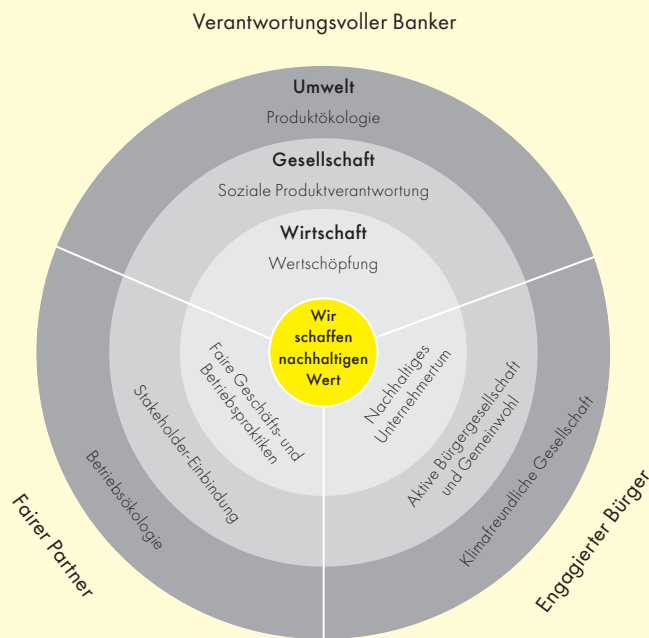 Verantwortungsvoller Banker
Umwelt
Produktökologie
Gesellschaft
Soziale Produktverantwortung
Wirtschaft
Wertschöpfung
Wir
schaffen
nachhaltigen
Wert
Faire Geschäfts- und
Betriebspraktiken
Stakeholder-Einbindung
Betriebsökologie
Fairer Partner
Nachhaltiges
Unternehmertum
Aktive Bürgergesellschaft
und Gemeinwohl
Klimafreundliche Gesellschaft
Engagierter Bürger